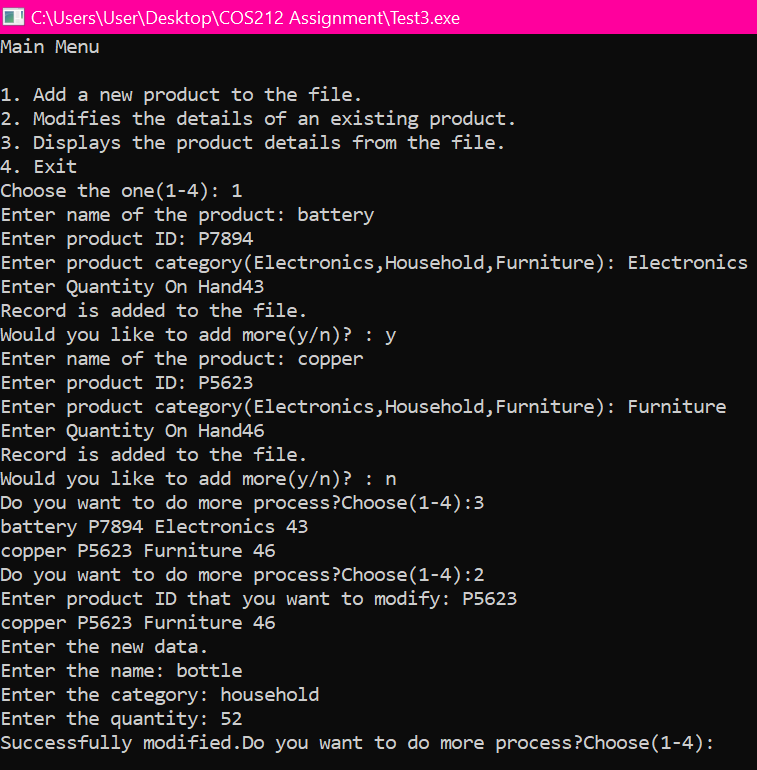 C:\Users\User\Desktop\COS212 Assignment\Test3.exe
Main Menu
1. Add a new product to the file.
2. Modifies the details of an existing product.
3. Displays the product details from the file.
4. Exit
Choose the one(1-4): 1
Enter name of the product: battery
Enter product ID: P7894
Enter product category(Electronics,Household,Furniture): Electronics
Enter Quantity On Hand43
Record is added to the file.
Would you like to add more(y/n)? : y
Enter name of the product: copper
Enter product ID: P5623
Enter product category(Electronics,Household,Furniture): Furniture
Enter Quantity On Hand46
Record is added to the file.
Would you like to add more(y/n)? : n
Do you want to do more process?Choose(1-4):3
battery P7894 Electronics 43
copper P5623 Furniture 46
Do you want to do more process?Choose(1-4):2
Enter product ID that you want to modify: P5623
copper P5623 Furniture 46
Enter the new data.
Enter the name: bottle
Enter the category: household
Enter the quantity: 52
Successfully modified.Do you want to do more process?Choose(1-4):